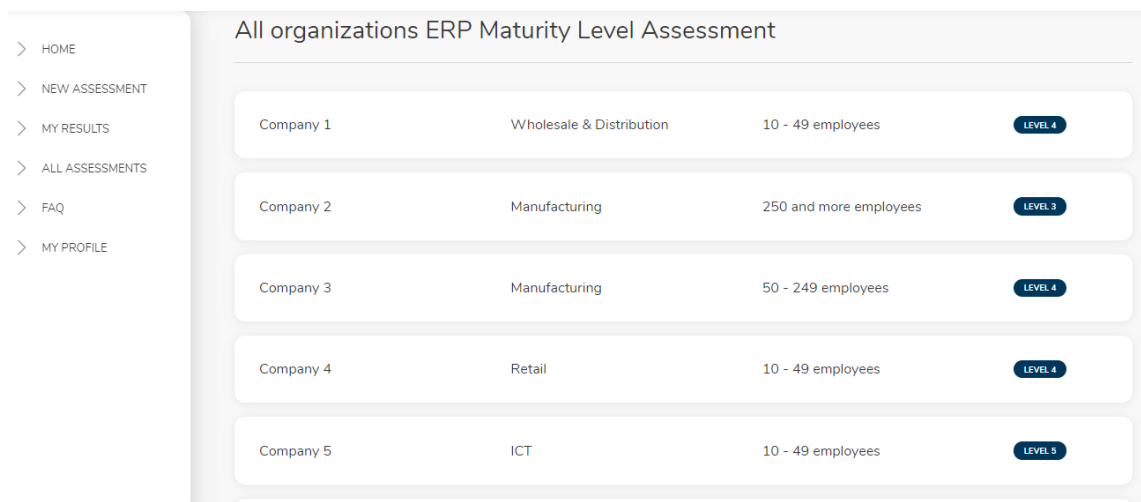 All organizations ERP Maturity Level Assessment
HOME
NEW ASSESSMENT
MY RESULTS
ALL ASSESSMENTS
FAQ
MY PROFILE
Company 1 Wholesale & Distribution 10 - 49 employees LEVEL 4
Company 2 Manufacturing 250 and more employees LEVEL 3
Company 3 Manufacturing 50 - 249 employees LEVEL 4
Company 4 Retail 10 - 49 employees LEVEL 4
Company 5 ICT 10 - 49 employees LEVEL 5